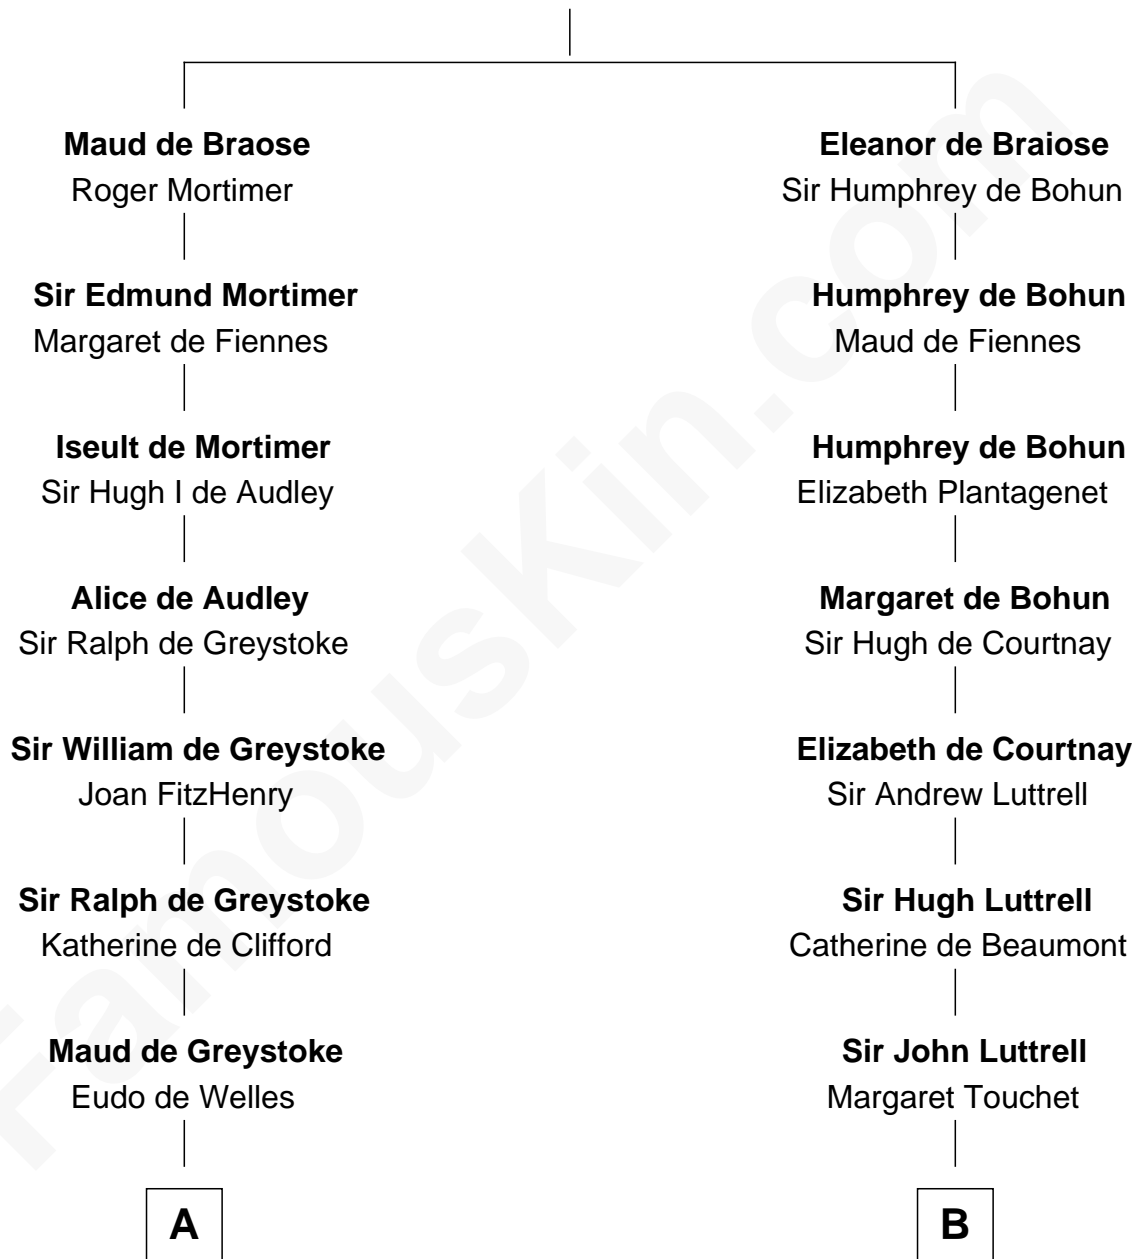 Maud de Braose
Roger Mortimer
Sir Edmund Mortimer
Margaret de Fiennes
Iseult de Mortimer
Sir Hugh I de Audley
Alice de Audley
Sir Ralph de Greystoke
Sir William de Greystoke
Joan FitzHenry
Sir Ralph de Greystoke
Katherine de Clifford
Maud de Greystoke
Eudo de Welles
A
Eleanor de Braiose
Sir Humphrey de Bohun
Humphrey de Bohun
Maud de Fiennes
Humphrey de Bohun
Elizabeth Plantagenet
Margaret de Bohun
Sir Hugh de Courtnay
Elizabeth de Courtnay
Sir Andrew Luttrell
Sir Hugh Luttrell
Catherine de Beaumont
Sir John Luttrell
Margaret Touchet
B
FamousKin.com